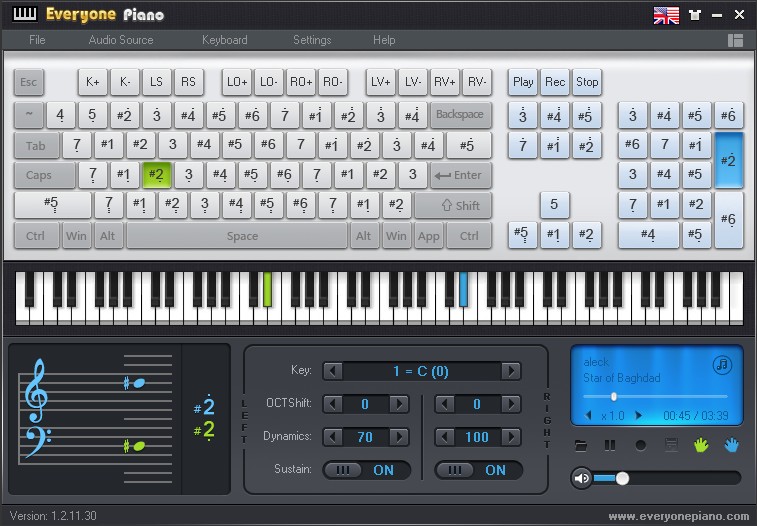 Everyone Piano
File Audio Source Keyboard Settings Help
Esc K+ K- LS RS LO+ LO- RO+ RO- LV+ LV- RV+ RV- Play Rec Stop
~ 4 5 #2 3 #4 #5 #6 7 #1 #2 3 #4 Backspace 3 #4 #5 3 #4 #5 #6
Tab 7 #1 #2 3 #4 #5 #6 7 #1 #2 3 #4 #5 7 #1 #2 #6 7 #1 #2
Caps 7 #1 #2 3 #4 #5 #6 7 #1 #2 3 Enter 3 #4 #5
#5 7 #1 #2 3 #4 #5 #6 7 #1 #2 Shift 5 7 #1 #2 #6
Ctrl Win Alt Space Alt Win App Ctrl #5 #1 #2 #4 #5
#2
#2
LEFT
Key: 1 = C (0)
OCTShift: 0 0
Dynamics: 70 100
Sustain: ON ON
RIGHT
aleck.
Star of Baghdad
x 1.0 00:45 / 03:39
Version: 1.2.11.30 www.everyonepiano.com